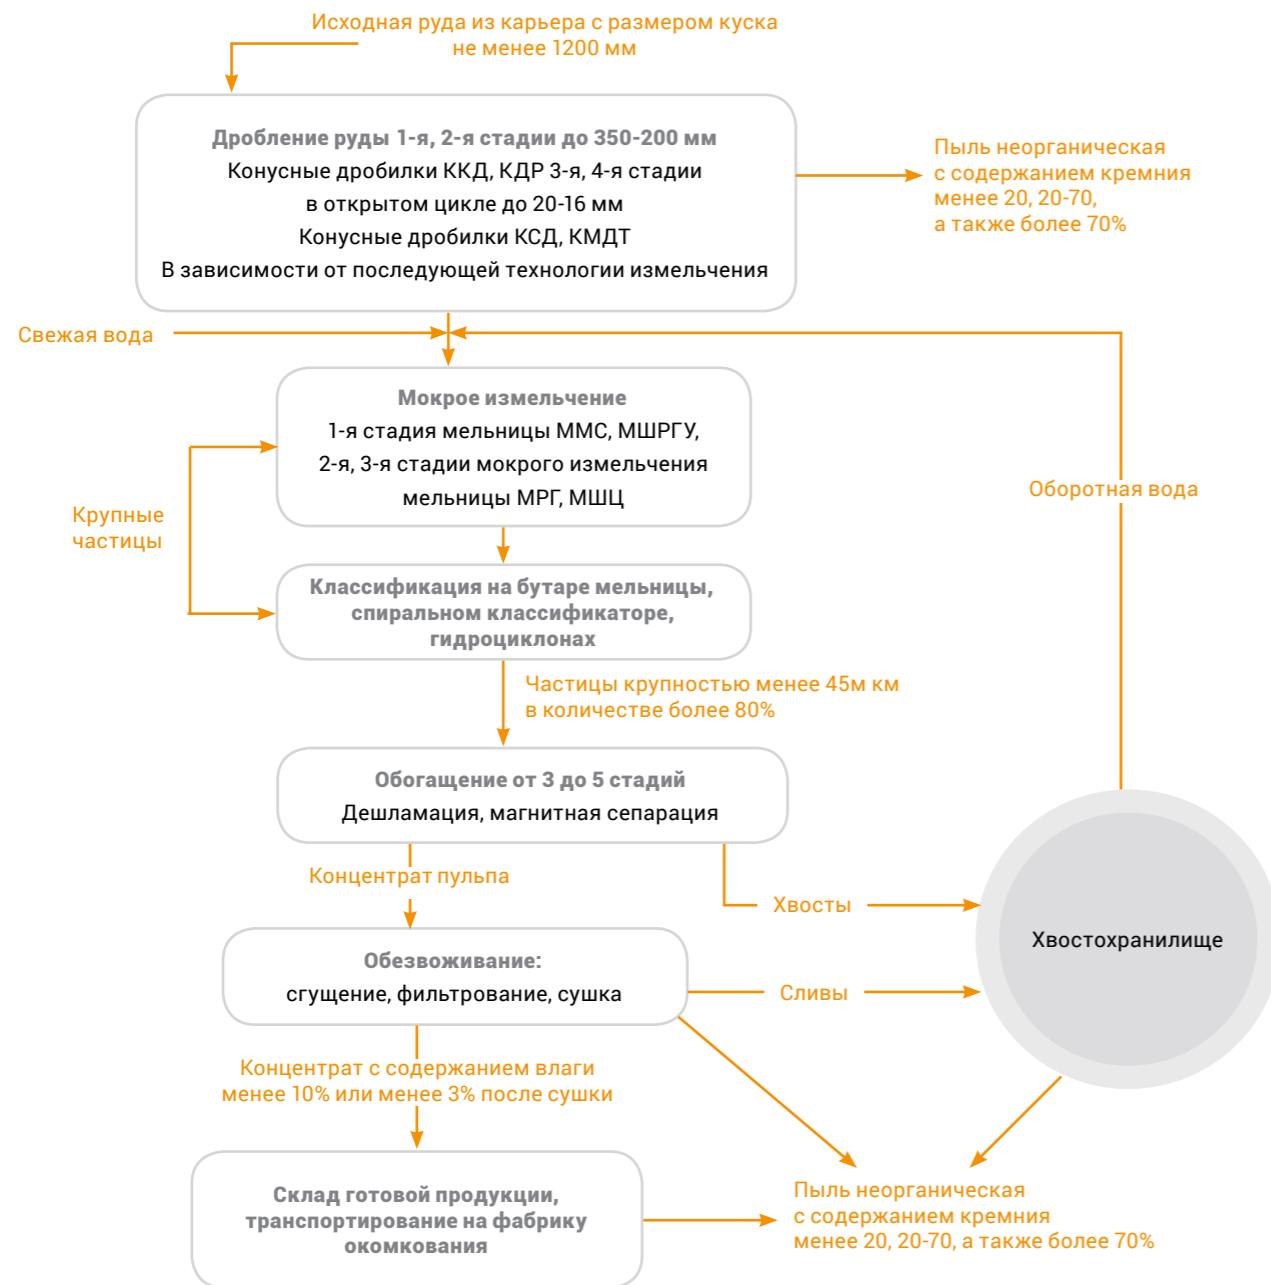 Исходная руда из карьера с размером куска
не менее 1200 мм
Дробление руды 1-я, 2-я стадии до 350-200 мм
Конусные дробилки ККД, КДР 3-я, 4-я стадии
в открытом цикле до 20-16 мм
Конусные дробилки КСД, КМДТ
В зависимости от последующей технологии измельчения
Пыль неорганическая
с содержанием кремния
менее 20, 20-70,
а также более 70%
Свежая вода
Мокрое измельчение
1-я стадия мельницы ММС, МШРГУ,
2-я, 3-я стадии мокрого измельчения
мельницы МРГ, МШЦ
Оборотная вода
Крупные
частицы
Классификация на бутаре мельницы,
спиральном классификаторе,
гидроциклонах
Частицы крупностью менее 45м км
в количестве более 80%
Обогащение от 3 до 5 стадий
Дешламация, магнитная сепарация
Концентрат пульпа
Хвосты
Хвостохранилище
Обезвоживание:
сгущение, фильтрование, сушка
Сливы
Концентрат с содержанием влаги
менее 10% или менее 3% после сушки
Склад готовой продукции,
транспортирование на фабрику
окомкования
Пыль неорганическая
с содержанием кремния
менее 20, 20-70, а также более 70%